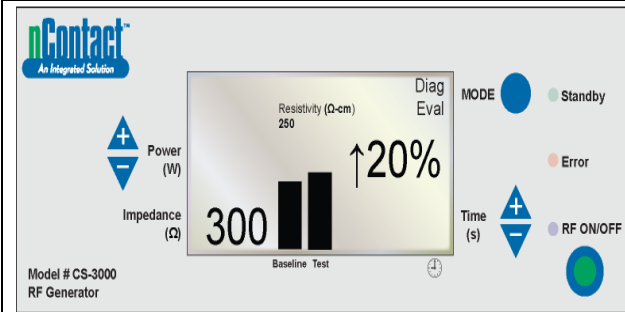 nContact™
An Integrated Solution
Diag
Eval
Resistivity (Ω-cm)
250
↑20%
300
Baseline Test
+
−
Power
(W)
Impedance
(Ω)
MODE
Standby
Error
Time
(s)
+
−
RF ON/OFF
Model # CS-3000
RF Generator